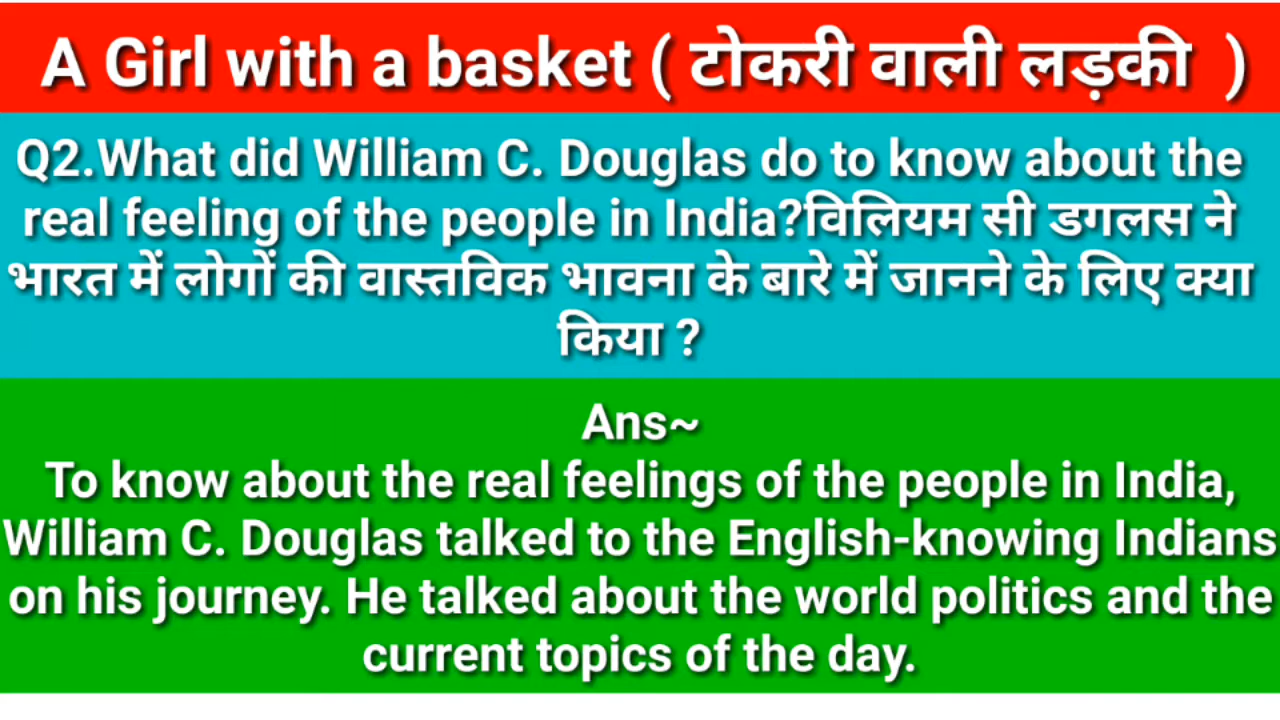 A Girl with a basket ( टोकरी वाली लड़की )
Q2.What did William C. Douglas do to know about the
real feeling of the people in India?विलियम सी डगलस ने
भारत में लोगों की वास्तविक भावना के बारे में जानने के लिए क्या
किया ?
Ans~
To know about the real feelings of the people in India,
William C. Douglas talked to the English-knowing Indians
on his journey. He talked about the world politics and the
current topics of the day.